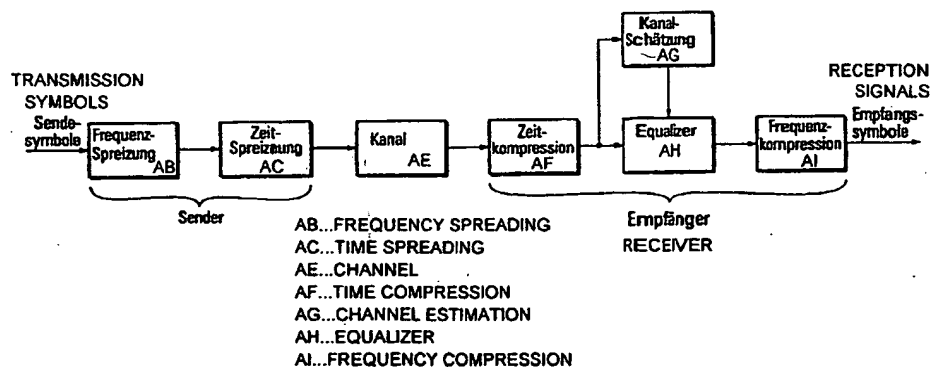 TRANSMISSION
SYMBOLS
Sende-
symbole
Frequenz-
Spreizung
AB
Zeit-
Spreizung
AC
Kanal
AE
Zeit-
kompression
AF
Kanal-
Schätzung
AG
Equalizer
AH
Frequenz-
kompression
AI
RECEPTION
SIGNALS
Empfangs-
symbole
Sender
Empfänger
RECEIVER
AB...FREQUENCY SPREADING
AC...TIME SPREADING
AE...CHANNEL
AF...TIME COMPRESSION
AG...CHANNEL ESTIMATION
AH...EQUALIZER
AI...FREQUENCY COMPRESSION